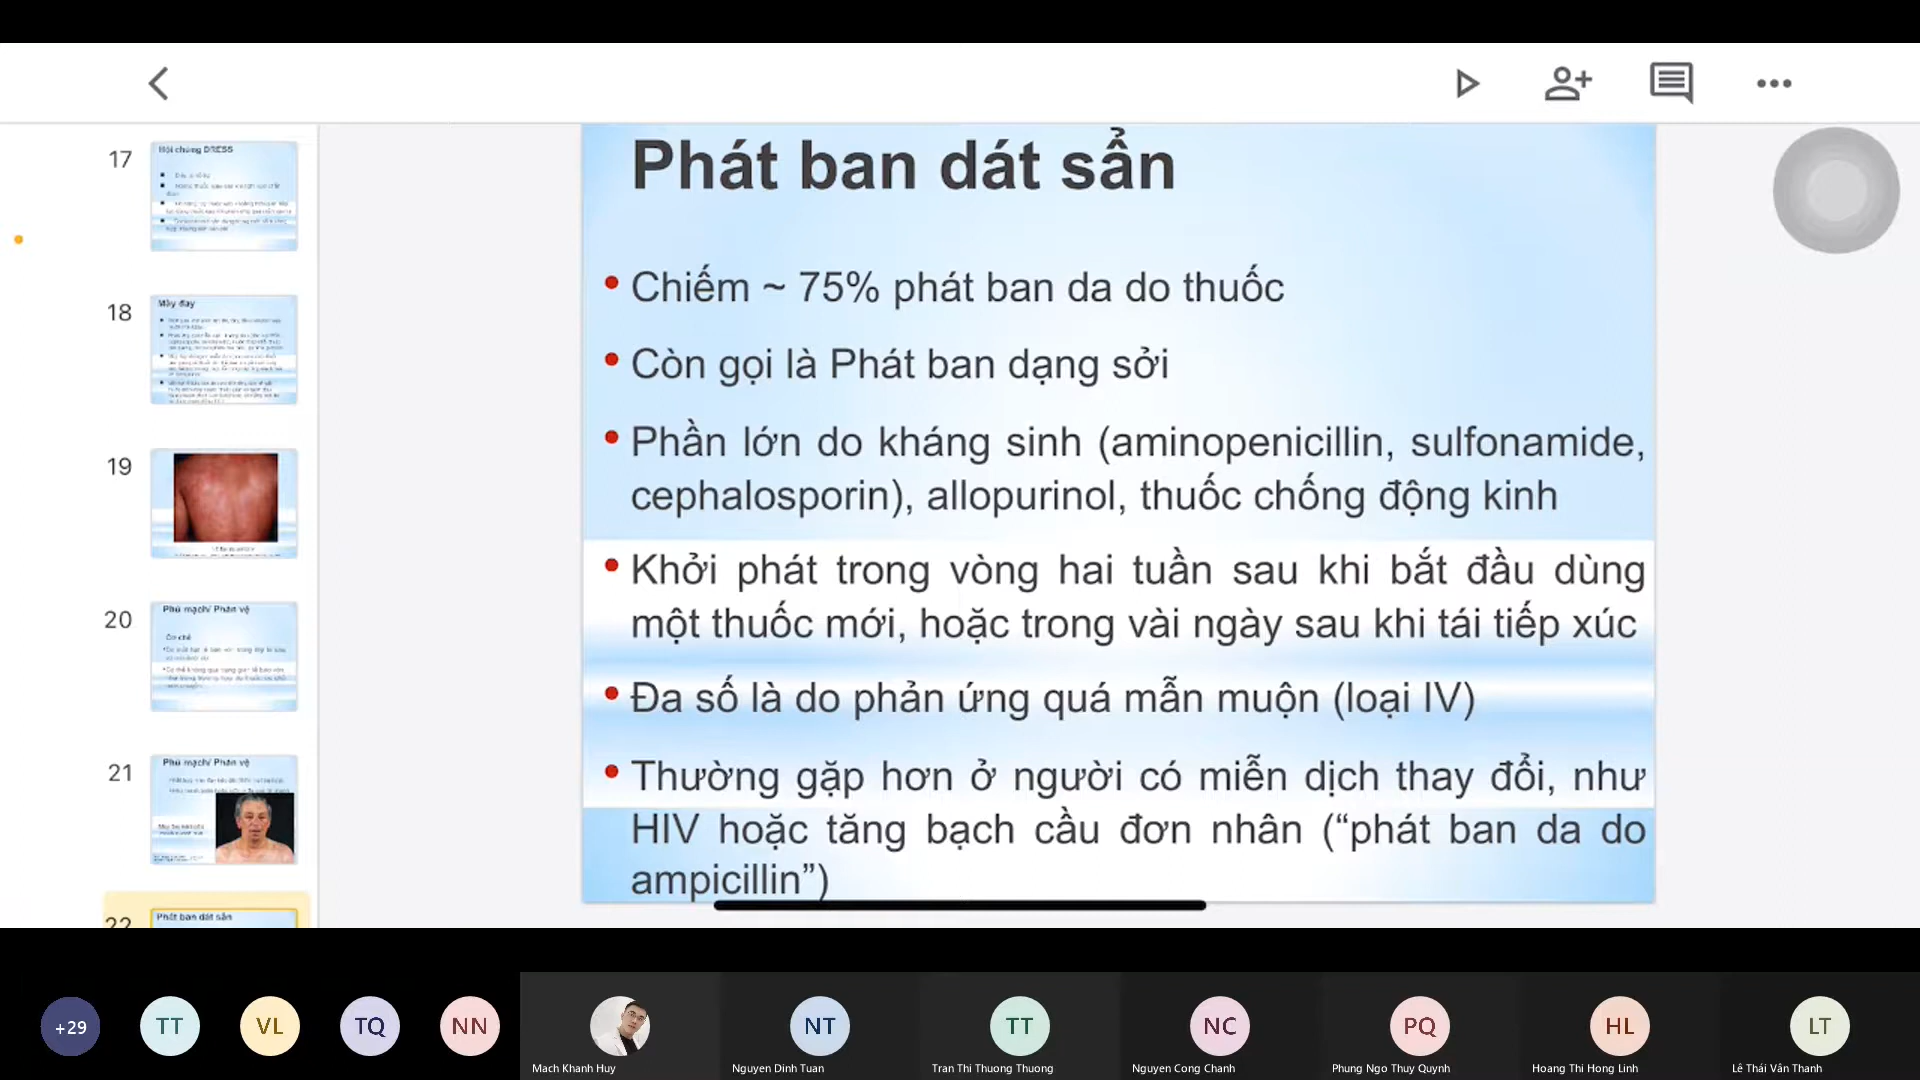 17
Hội chứng DRESS
18
Mày đay
19
20
Phù mạch/ Phản vệ
Cơ chế
21
Phù mạch/ Phản vệ
22
Phát ban dát sẩn
Phát ban dát sẩn
• Chiếm ~ 75% phát ban da do thuốc
• Còn gọi là Phát ban dạng sởi
• Phần lớn do kháng sinh (aminopenicillin, sulfonamide,
cephalosporin), allopurinol, thuốc chống động kinh
• Khởi phát trong vòng hai tuần sau khi bắt đầu dùng
một thuốc mới, hoặc trong vài ngày sau khi tái tiếp xúc
• Đa số là do phản ứng quá mẫn muộn (loại IV)
• Thường gặp hơn ở người có miễn dịch thay đổi, như
HIV hoặc tăng bạch cầu đơn nhân (“phát ban da do
ampicillin”)
+29
TT
VL
TQ
NN
Mach Khanh Huy
NT
Nguyen Dinh Tuan
TT
Tran Thi Thuong Thuong
NC
Nguyen Cong Chanh
PQ
Phung Ngo Thuy Quynh
HL
Hoang Thi Hong Linh
LT
Lê Thái Vân Thanh